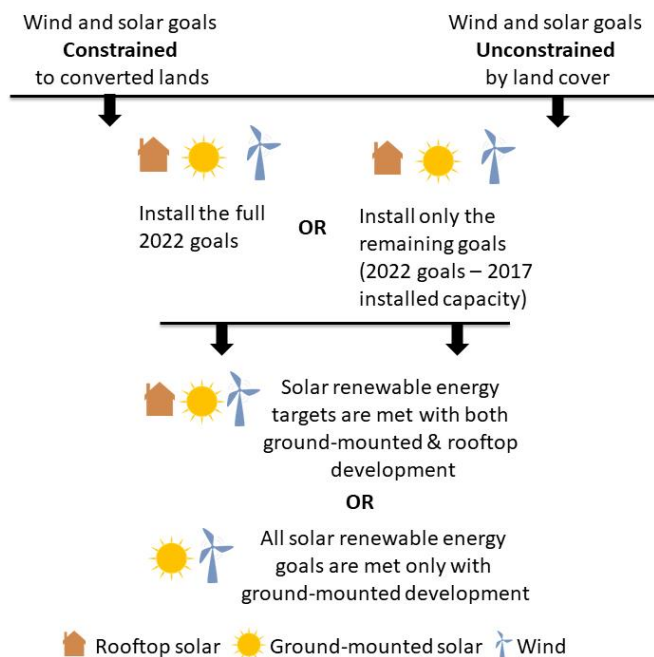 Wind and solar goals
Constrained
to converted lands
Wind and solar goals
Unconstrained
by land cover
Install the full
2022 goals
OR
Install only the
remaining goals
(2022 goals – 2017
installed capacity)
Solar renewable energy
targets are met with both
ground-mounted & rooftop
development
OR
All solar renewable energy
goals are met only with
ground-mounted development
Rooftop solar Ground-mounted solar Wind